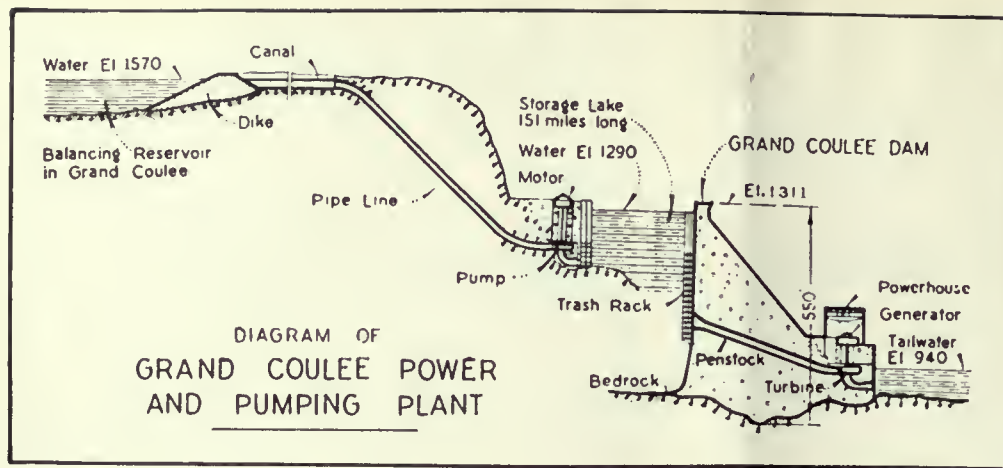 Canal
Water El 1570
Dike
Balancing Reservoir
in Grand Coulee
Pipe Line
Storage Lake
151 miles long
Water El 1290
Motor
Pump
GRAND COULEE DAM
El. 1311
550
Trash Rack
Powerhouse
Generator
Tailwater
El 940
Penstock
Turbine
Bedrock
DIAGRAM OF
GRAND COULEE POWER
AND PUMPING PLANT